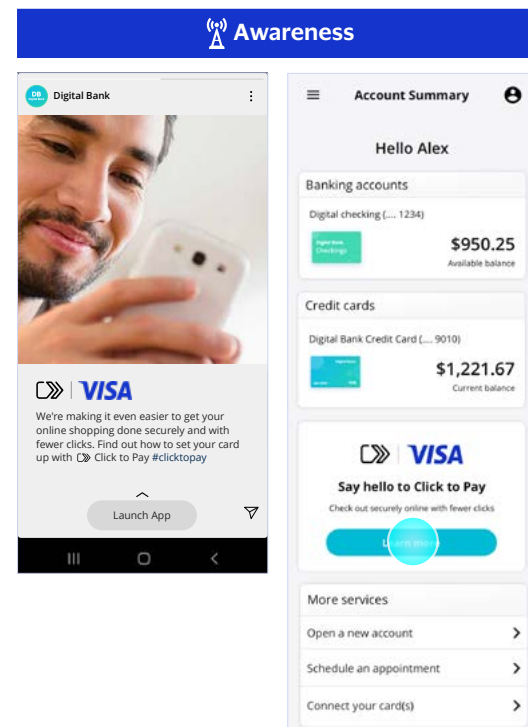 Awareness
DB
Digital Bank
VISA
We're making it even easier to get your
online shopping done securely and with
fewer clicks. Find out how to set your card
up with Click to Pay #clicktopay
Launch App
Account Summary
Hello Alex
Banking accounts
Digital checking (.... 1234)
Digital Bank
Checkings
$950.25
Available balance
Credit cards
Digital Bank Credit Card (.... 9010)
$1,221.67
Current balance
VISA
Say hello to Click to Pay
Check out securely online with fewer clicks
Learn more
More services
Open a new account
Schedule an appointment
Connect your card(s)